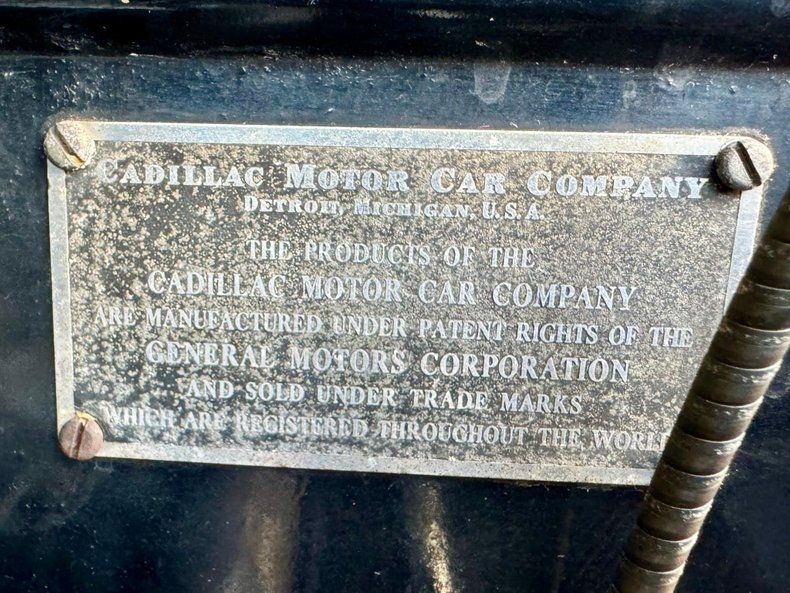 CADILLAC MOTOR CAR COMPANY
DETROIT, MICHIGAN, U.S.A.
THE PRODUCTS OF THE
CADILLAC MOTOR CAR COMPANY
ARE MANUFACTURED UNDER PATENT RIGHTS OF THE
GENERAL MOTORS CORPORATION
AND SOLD UNDER TRADE MARKS
WHICH ARE REGISTERED THROUGHOUT THE WORLD